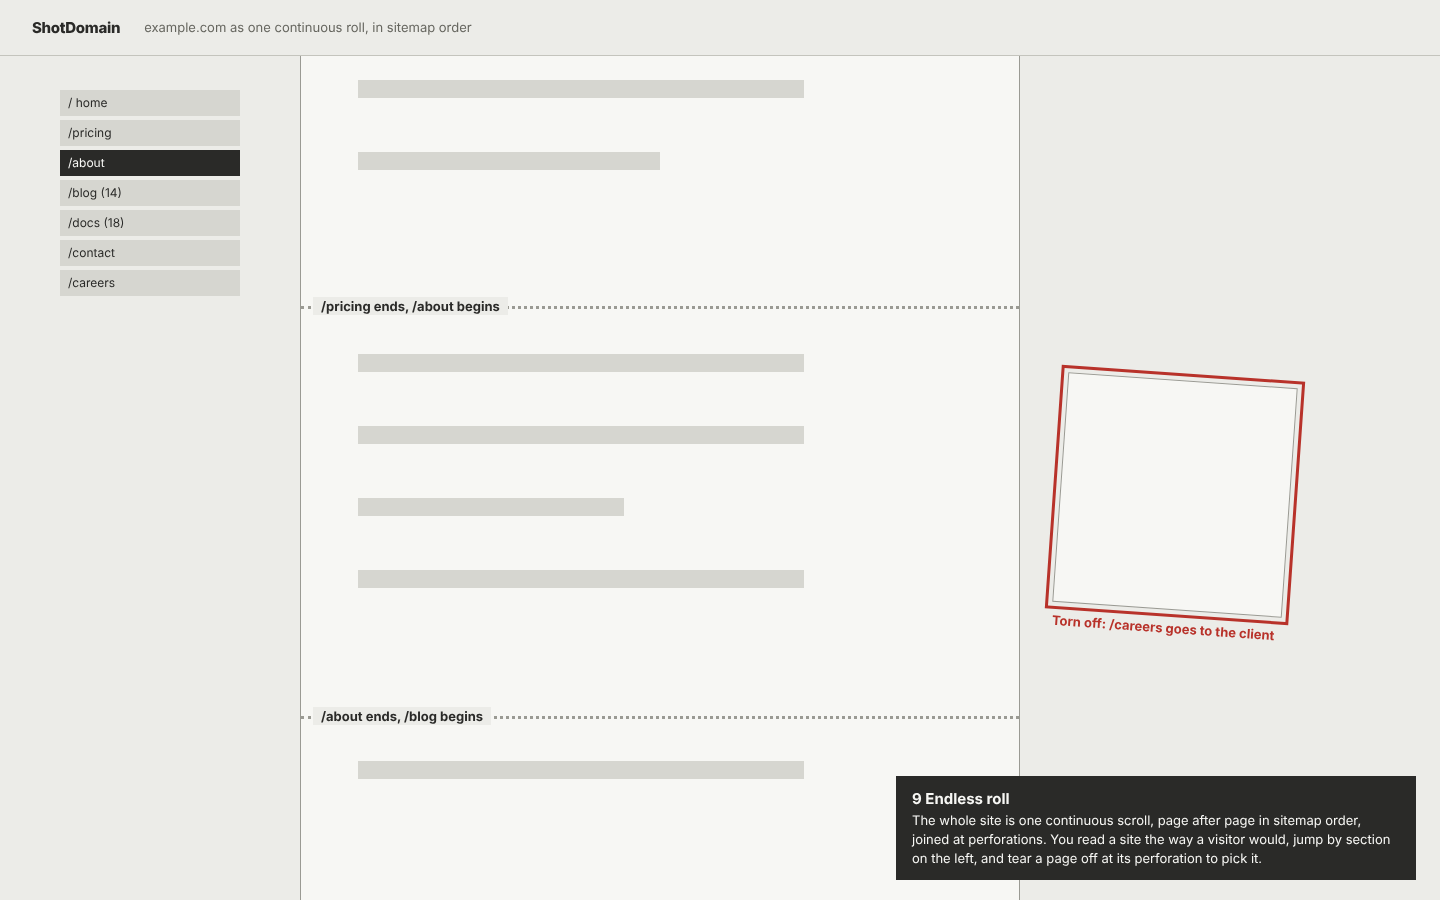 ShotDomain
example.com as one continuous roll, in sitemap order
/ home
/pricing
/about
/blog (14)
/docs (18)
/contact
/careers
/pricing ends, /about begins
Torn off: /careers goes to the client
/about ends, /blog begins
9 Endless roll
The whole site is one continuous scroll, page after page in sitemap order,
joined at perforations. You read a site the way a visitor would, jump by section
on the left, and tear a page off at its perforation to pick it.